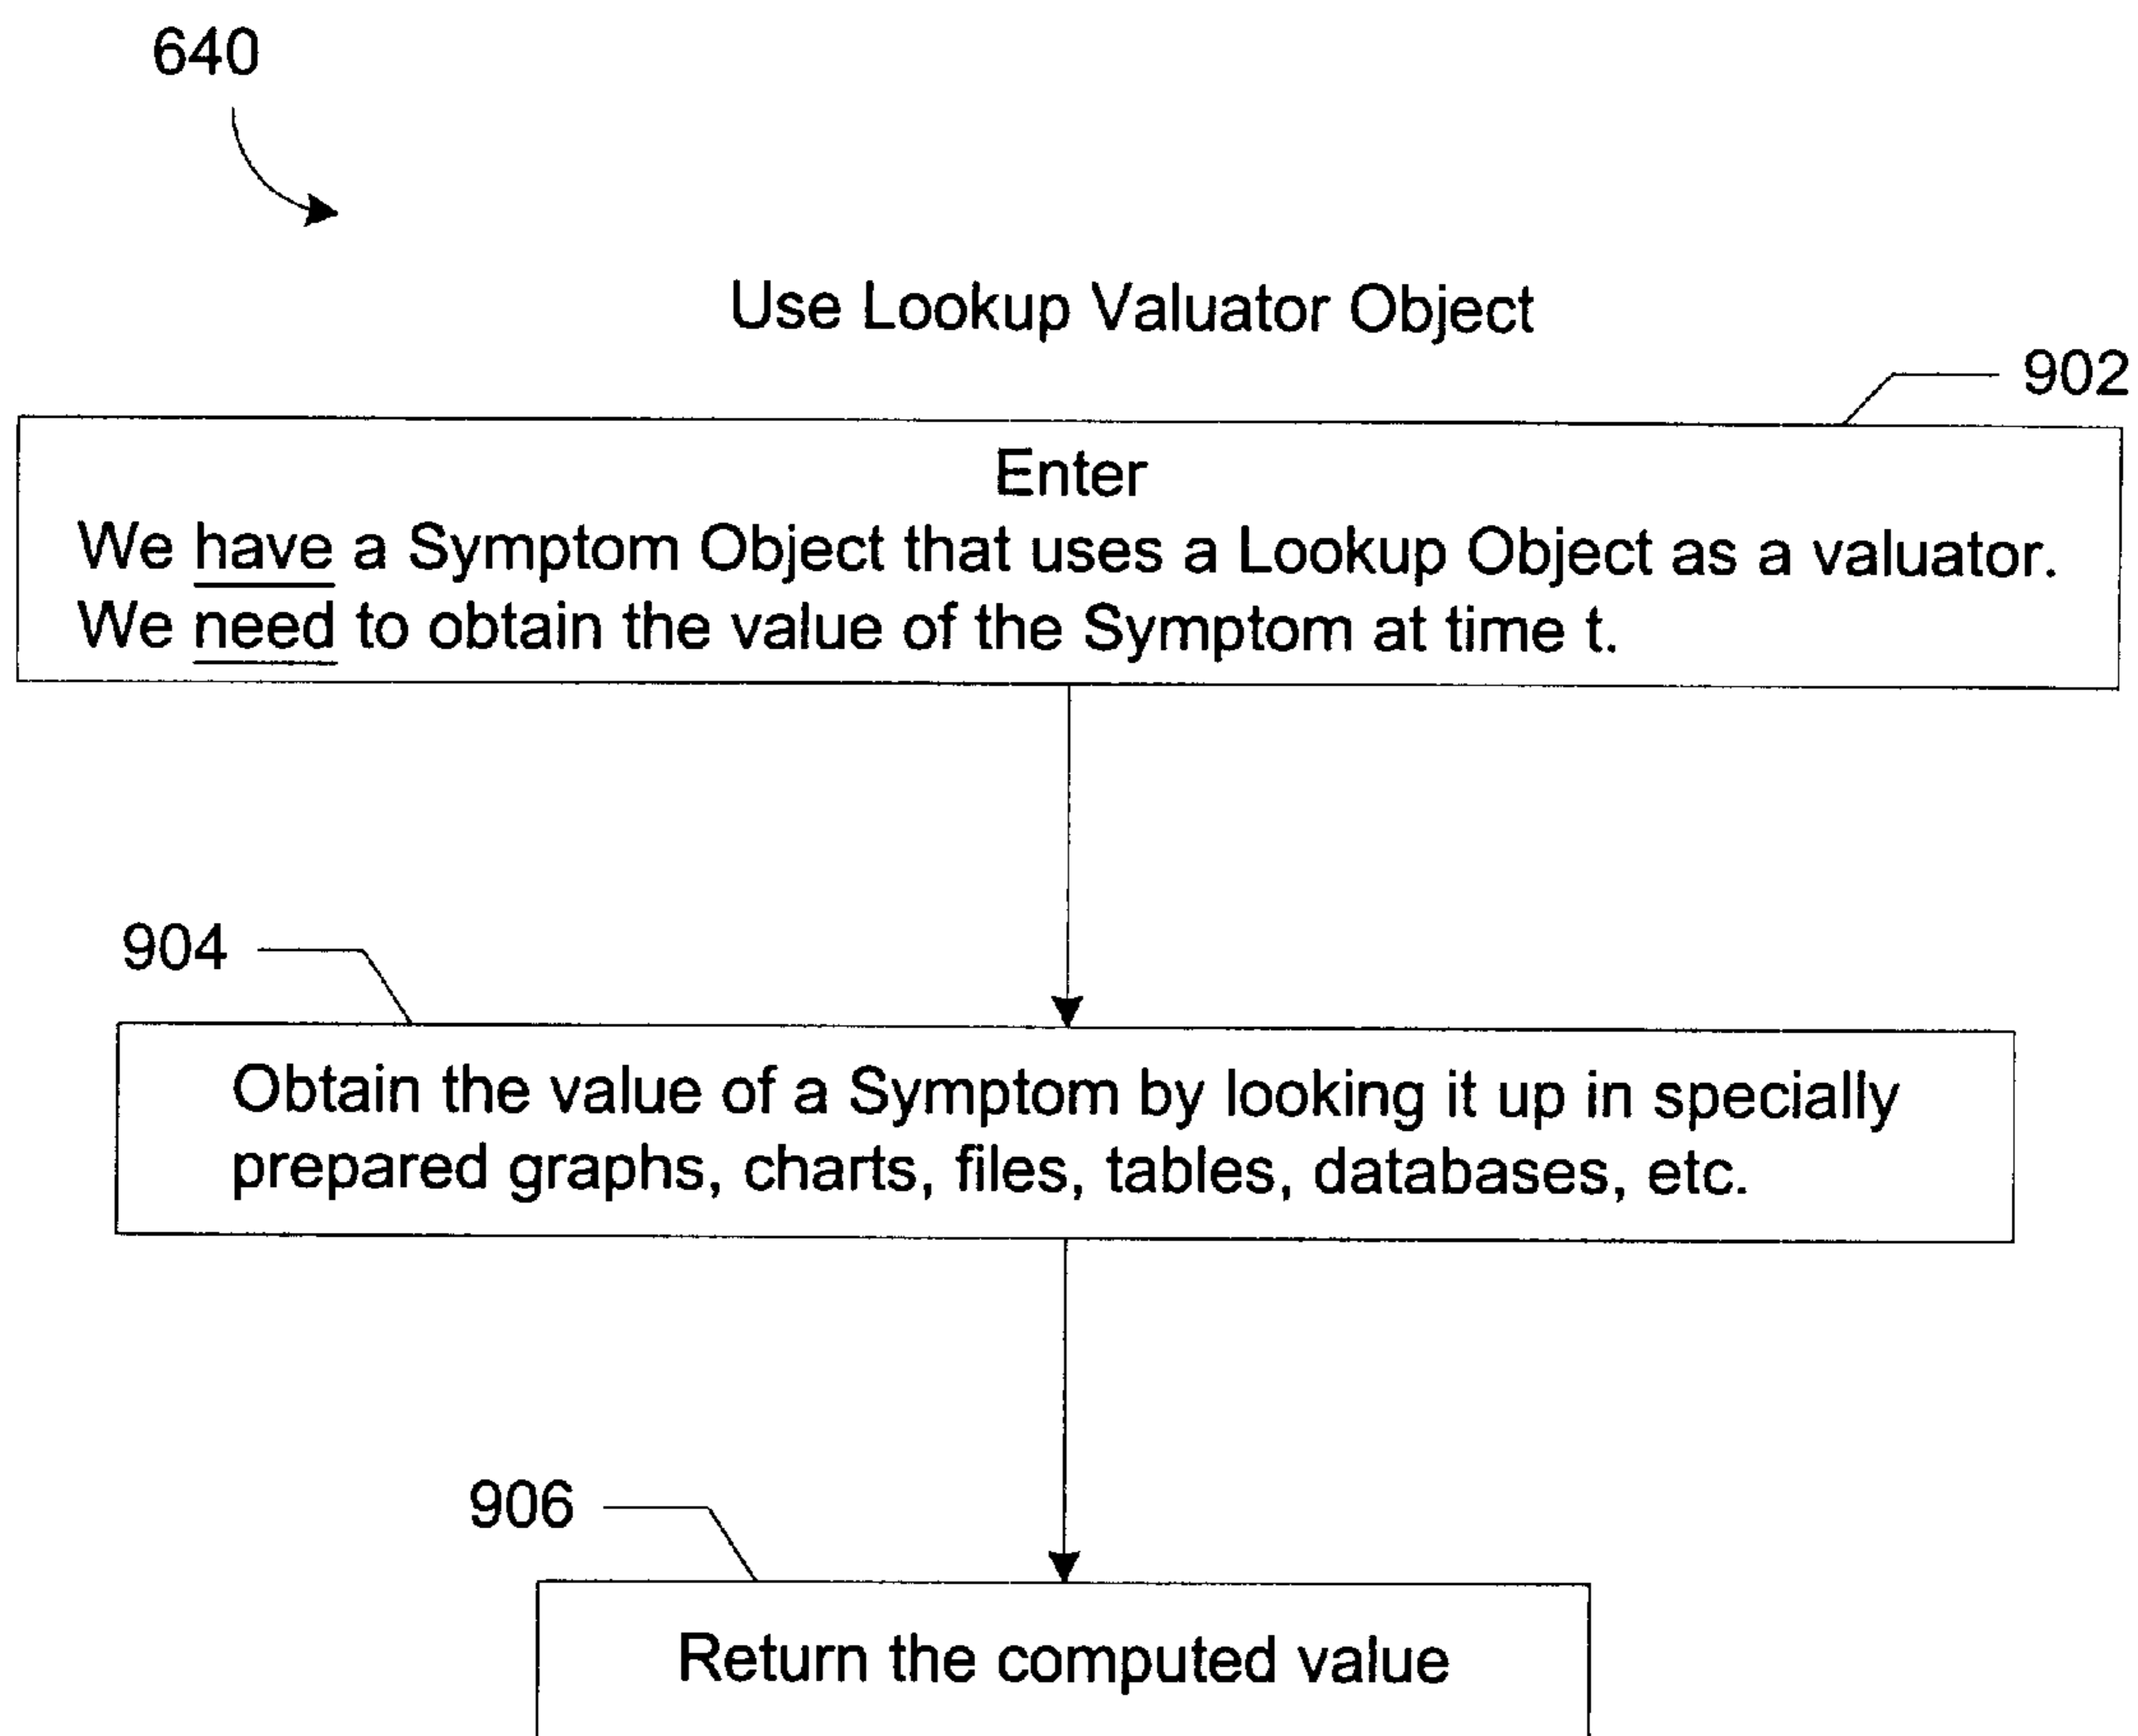 640
Use Lookup Valuator Object
902
Enter
We have a Symptom Object that uses a Lookup Object as a valuator.
We need to obtain the value of the Symptom at time t.
904
Obtain the value of a Symptom by looking it up in specially
prepared graphs, charts, files, tables, databases, etc.
906
Return the computed value